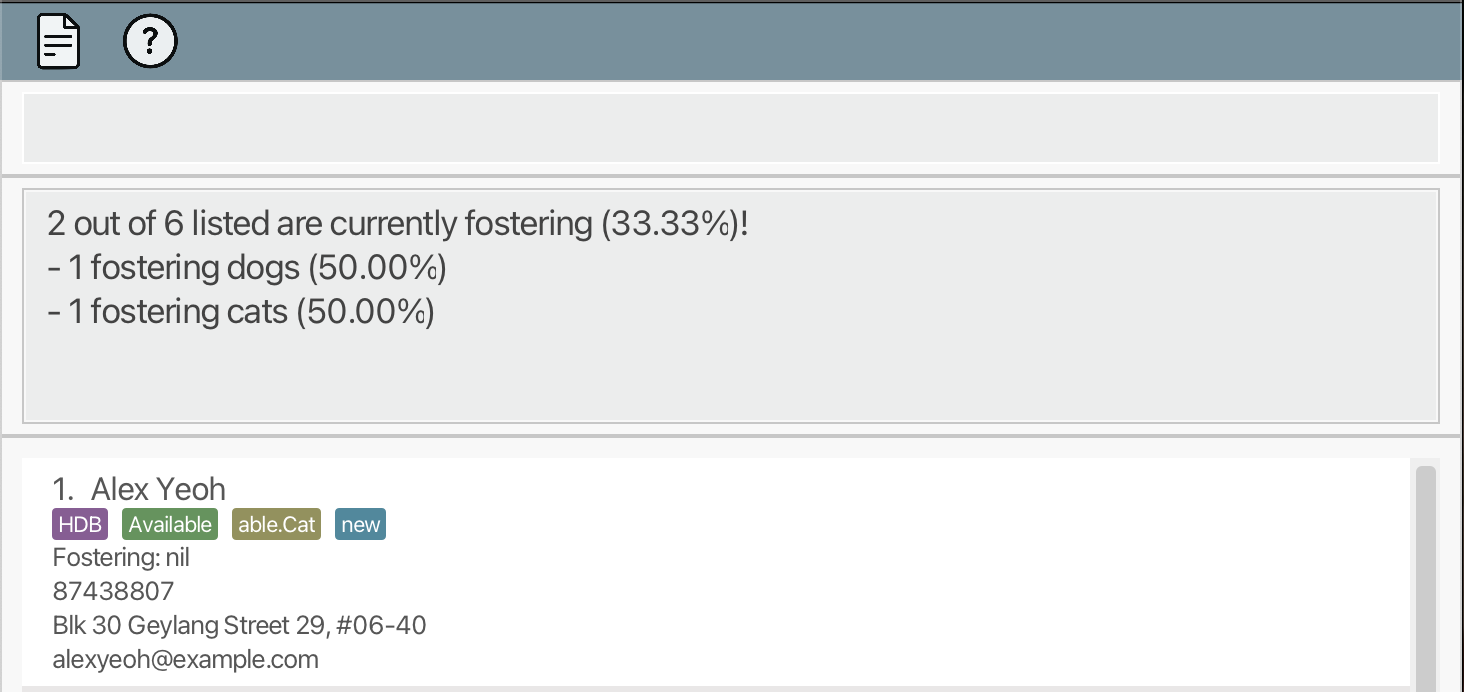 ?
2 out of 6 listed are currently fostering (33.33%)!
- 1 fostering dogs (50.00%)
- 1 fostering cats (50.00%)
1. Alex Yeoh
HDB Available able.Cat new
Fostering: nil
87438807
Blk 30 Geylang Street 29, #06-40
alexyeoh@example.com